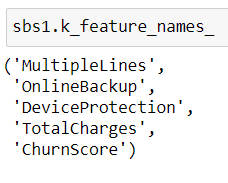 sbs1.k_feature_names_
('MultipleLines',
'OnlineBackup',
'DeviceProtection',
'TotalCharges',
'ChurnScore')